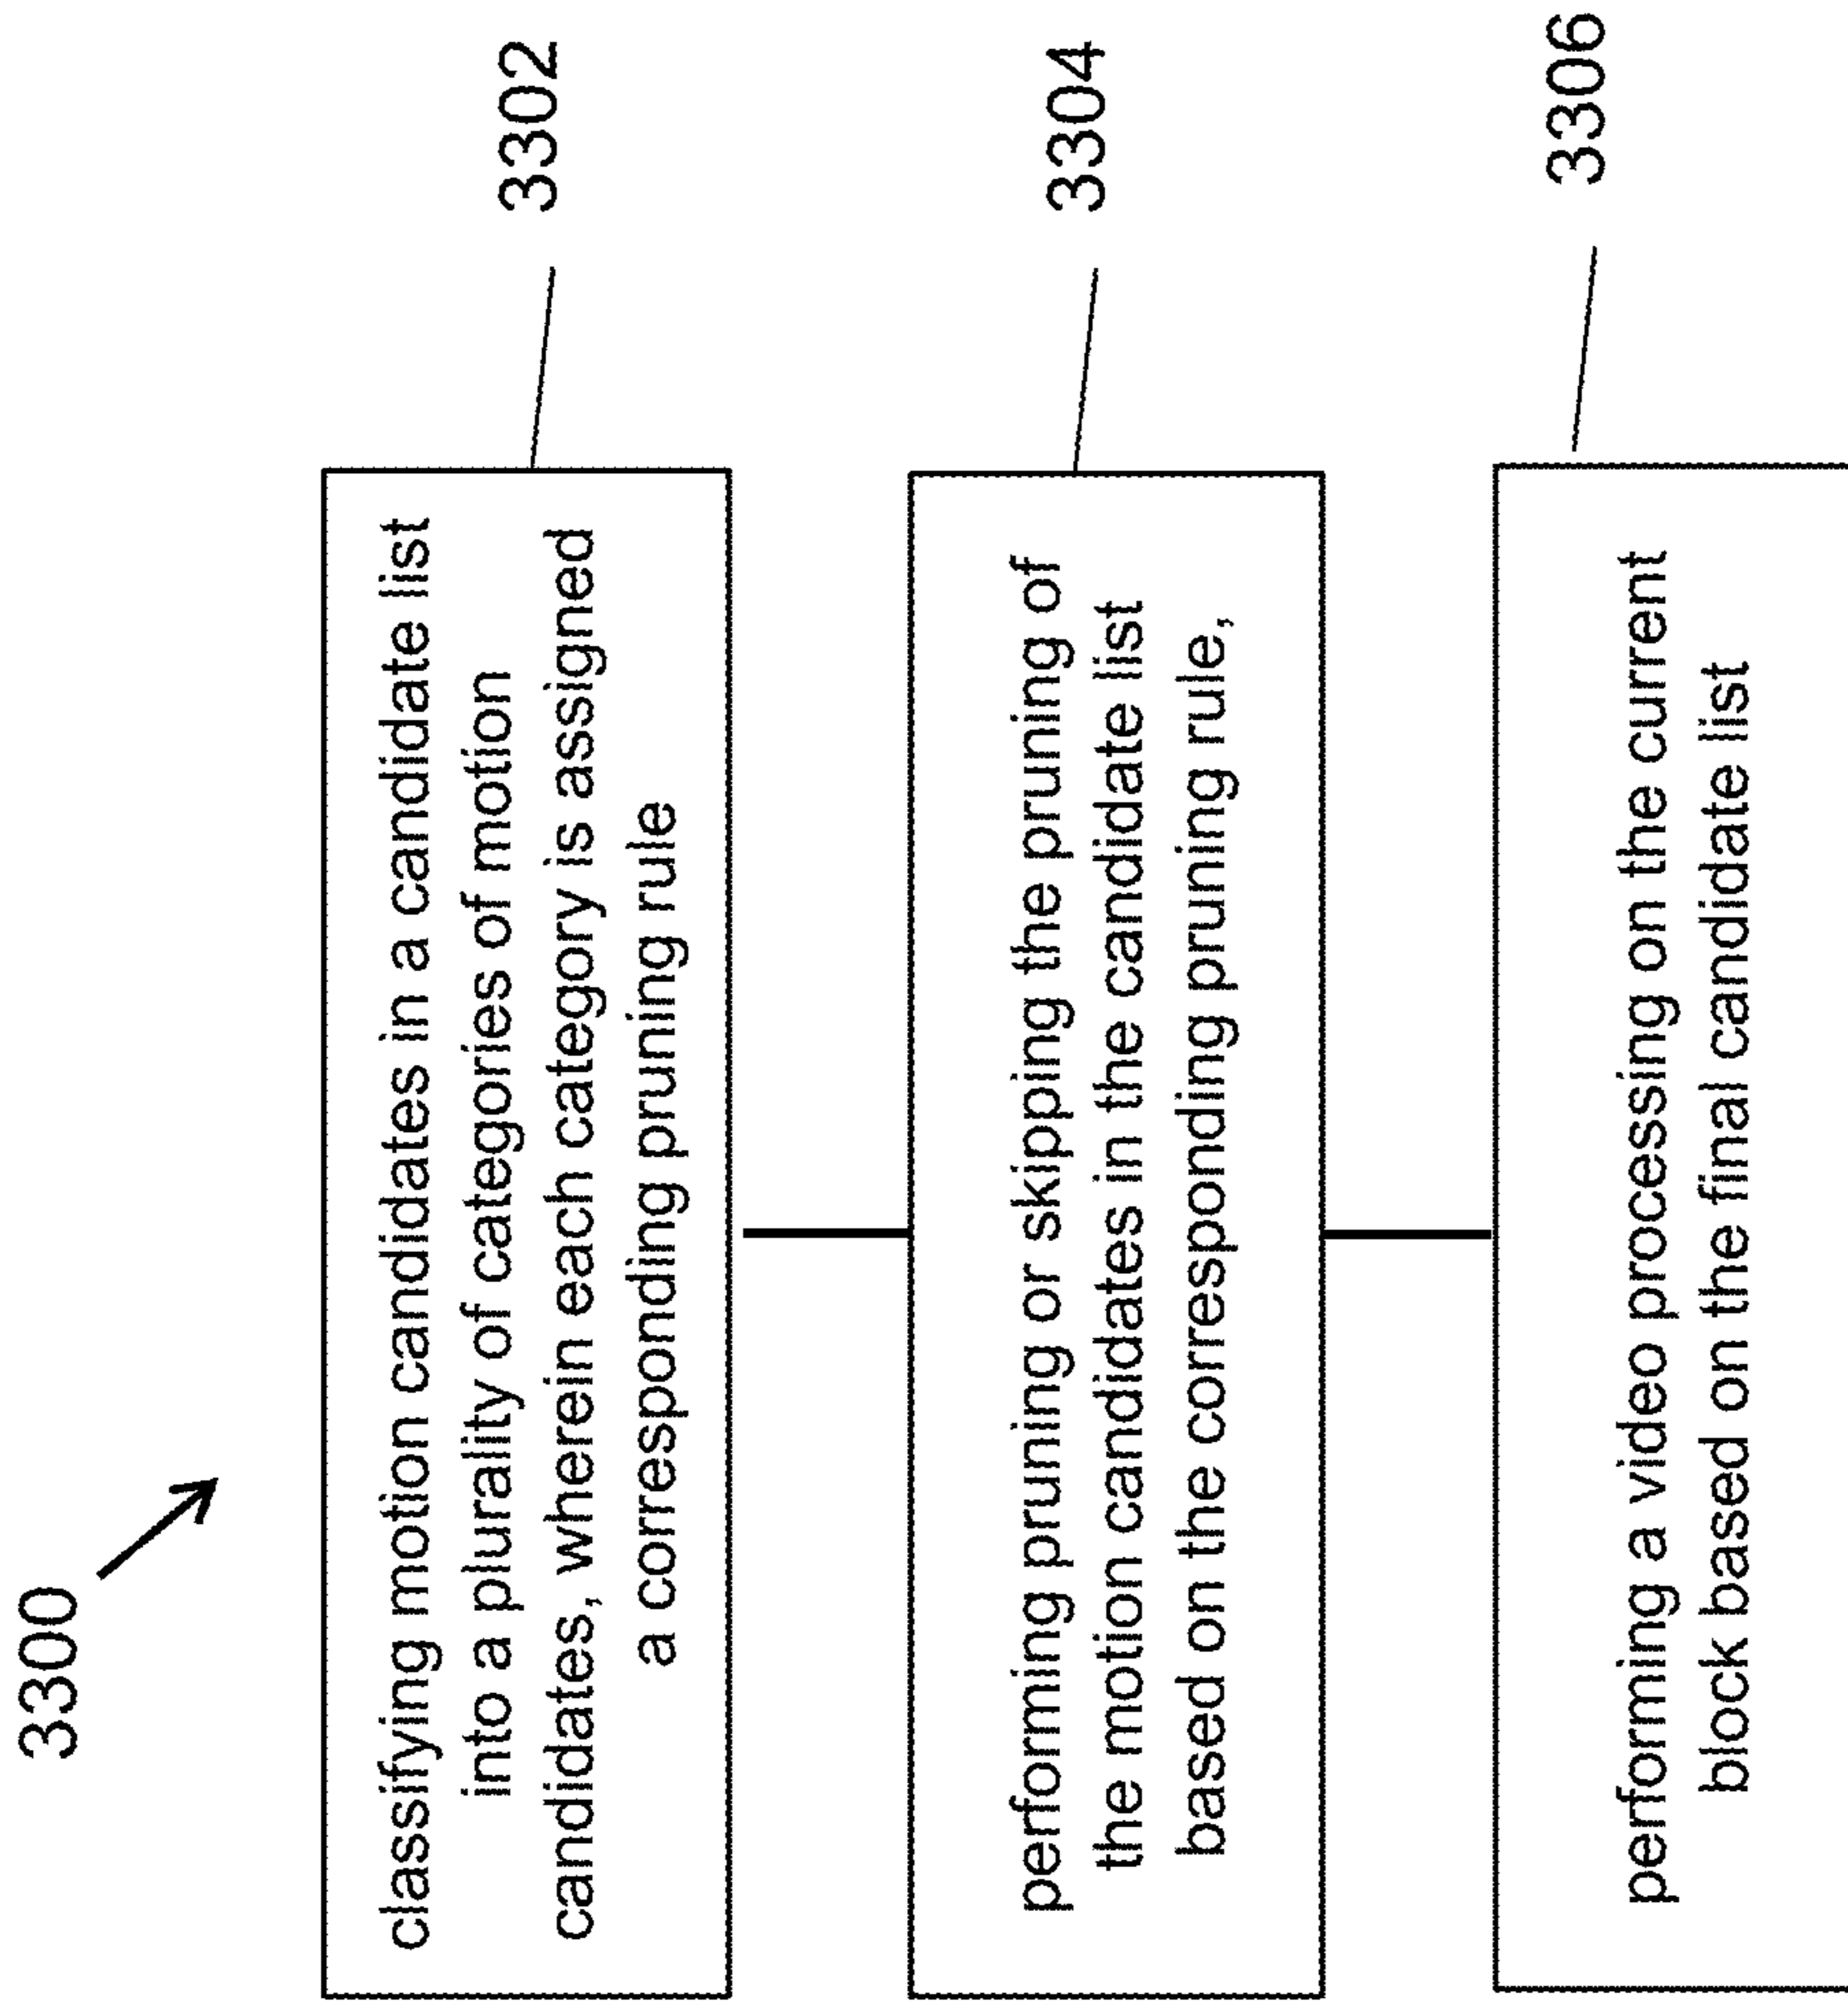 3300
classifying motion candidates in a candidate list
into a plurality of categories of motion
candidates, wherein each category is assigned
a corresponding pruning rule
3302
performing pruning or skipping the pruning of
the motion candidates in the candidate list
based on the corresponding pruning rule,
3304
performing a video processing on the current
block based on the final candidate list
3306